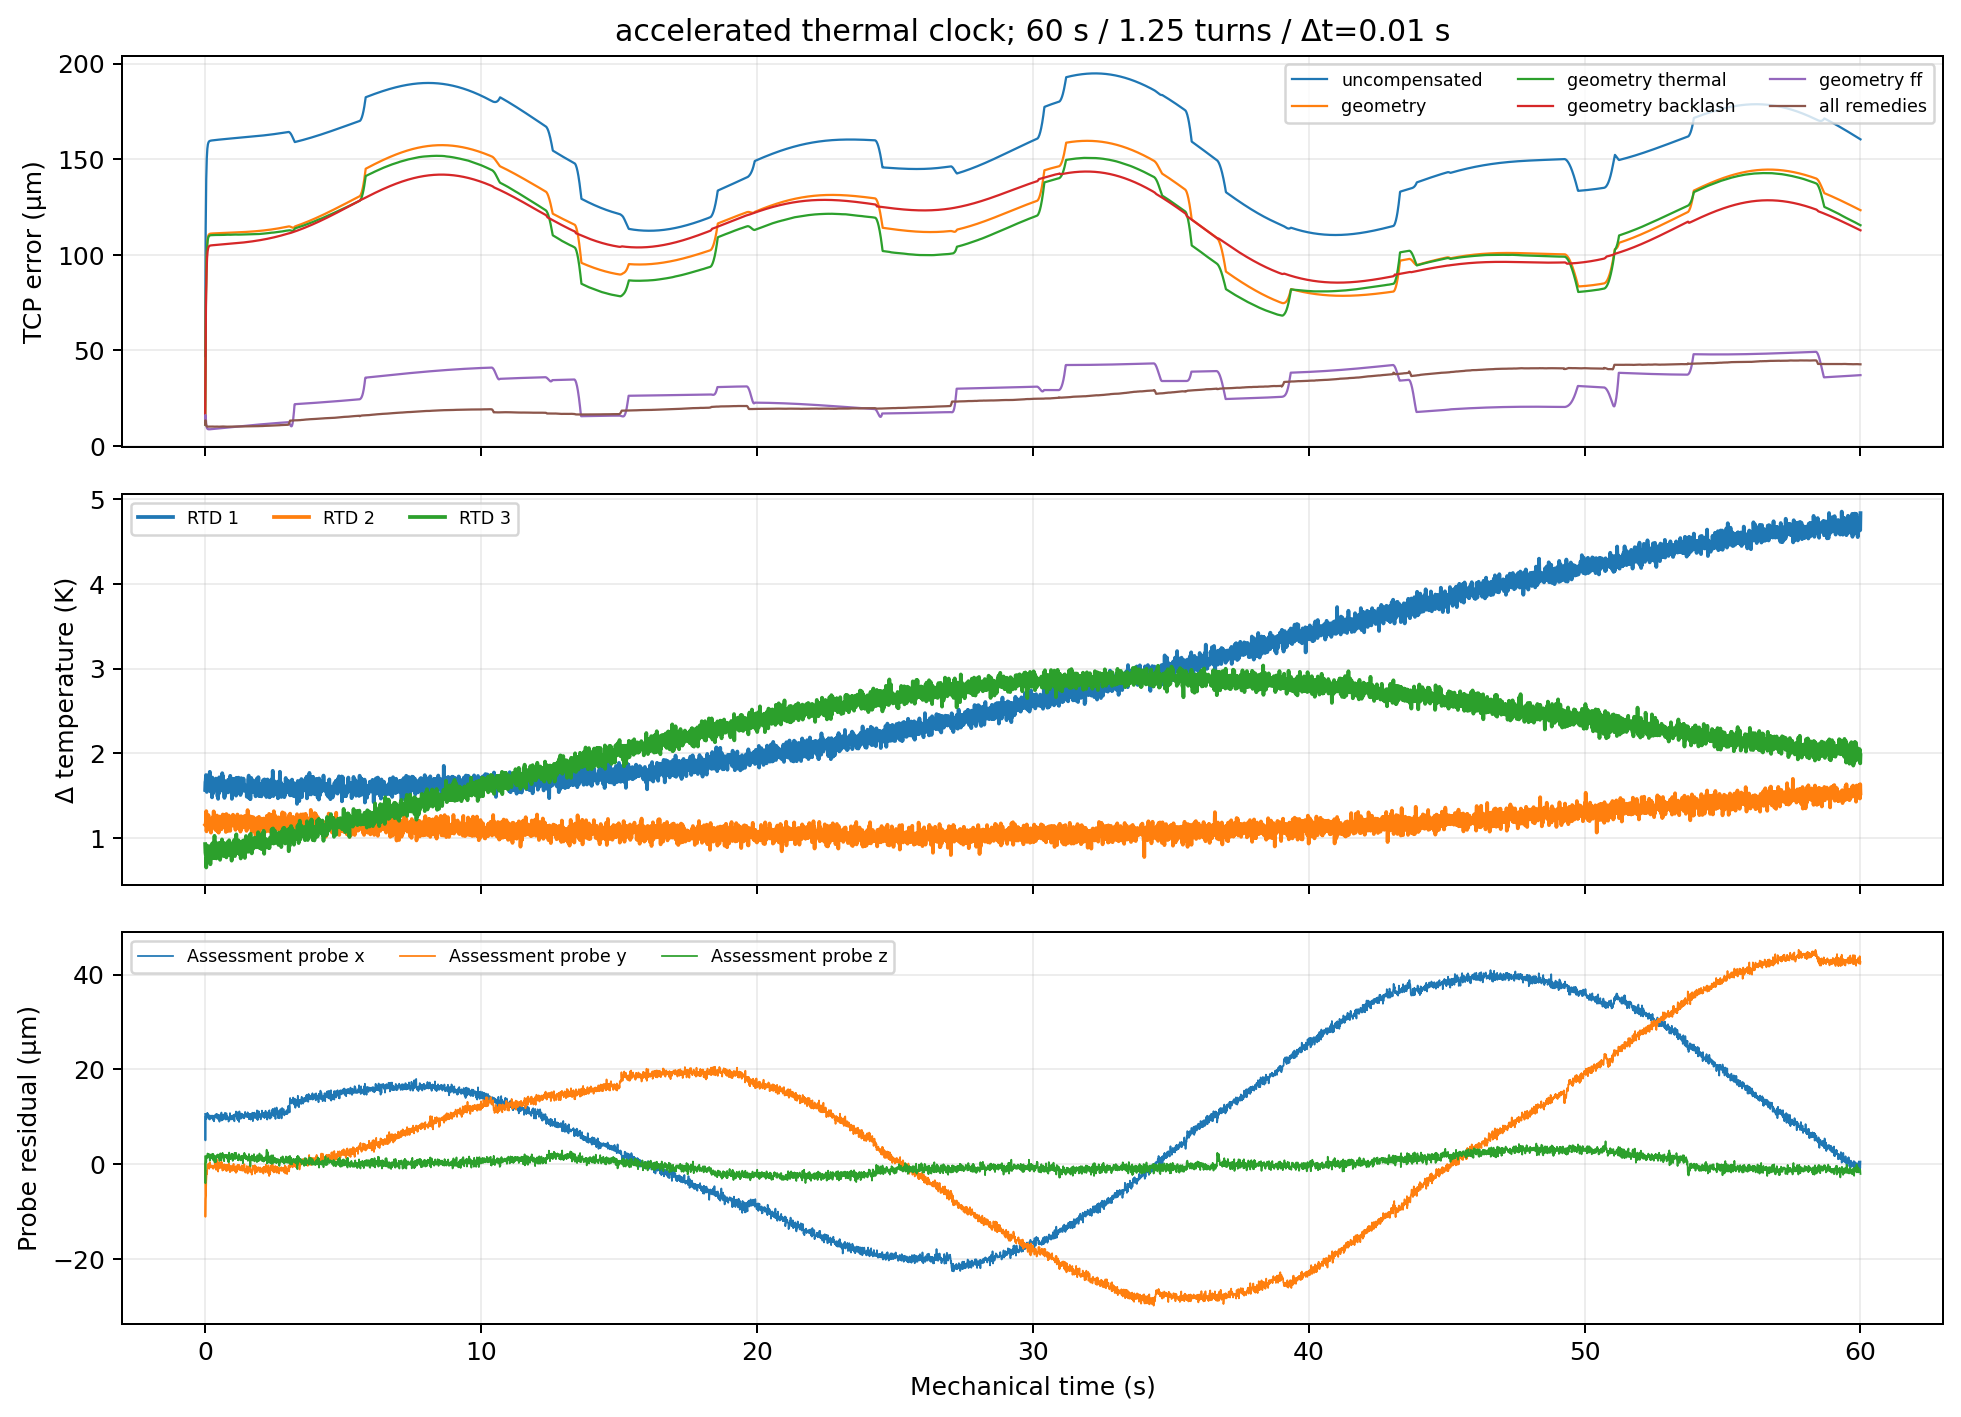 accelerated thermal clock; 60 s / 1.25 turns / Δt=0.01 s
TCP error (μm)
200
150
100
50
0
uncompensated
geometry
geometry thermal
geometry backlash
geometry ff
all remedies
Δ temperature (K)
5
4
3
2
1
RTD 1
RTD 2
RTD 3
Probe residual (μm)
40
20
0
−20
Assessment probe x
Assessment probe y
Assessment probe z
0
10
20
30
40
50
60
Mechanical time (s)